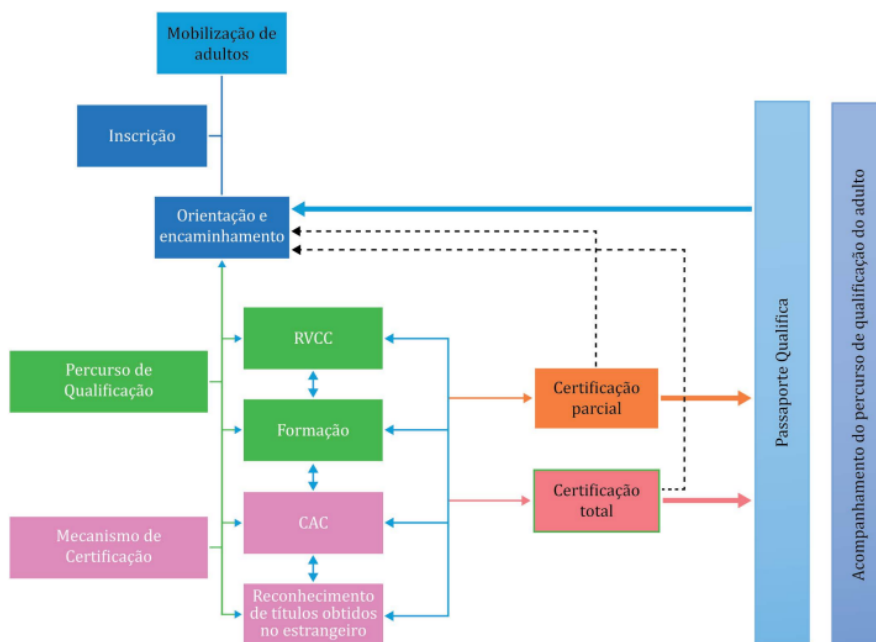 Mobilização de
adultos
Inscrição
Orientação e
encaminhamento
RVCC
Percurso de
Qualificação
Formação
Certificação
parcial
Mecanismo de
Certificação
CAC
Certificação
total
Reconhecimento
de títulos obtidos
no estrangeiro
Passaporte Qualifica
Acompanhamento do percurso de qualificação do adulto